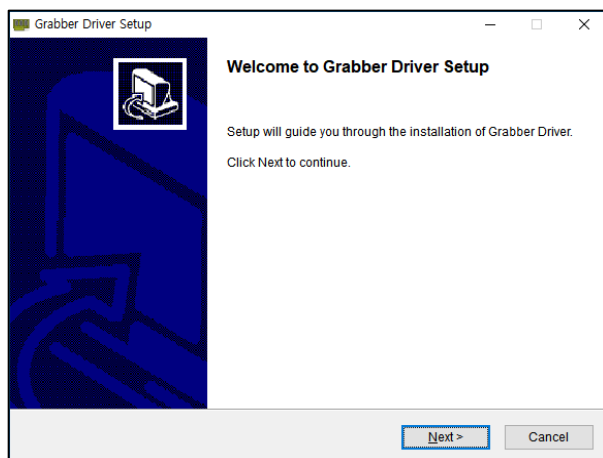 Grabber Driver Setup
Welcome to Grabber Driver Setup
Setup will guide you through the installation of Grabber Driver.
Click Next to continue.
Next >
Cancel